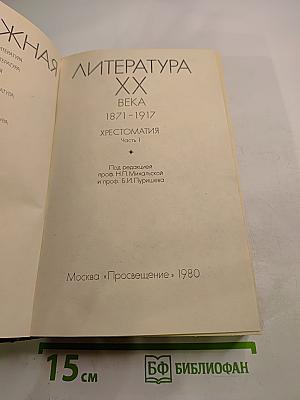 ЖНАЯ
ЛИТЕРАТУРА
XX
ВЕКА
1871-1917
ХРЕСТОМАТИЯ
Часть I
Под редакцией
проф. Н.П.Михальской
и проф. Б.И.Пуришева
Москва «Просвещение» 1980
15 см
БФ БИБЛИОФАН